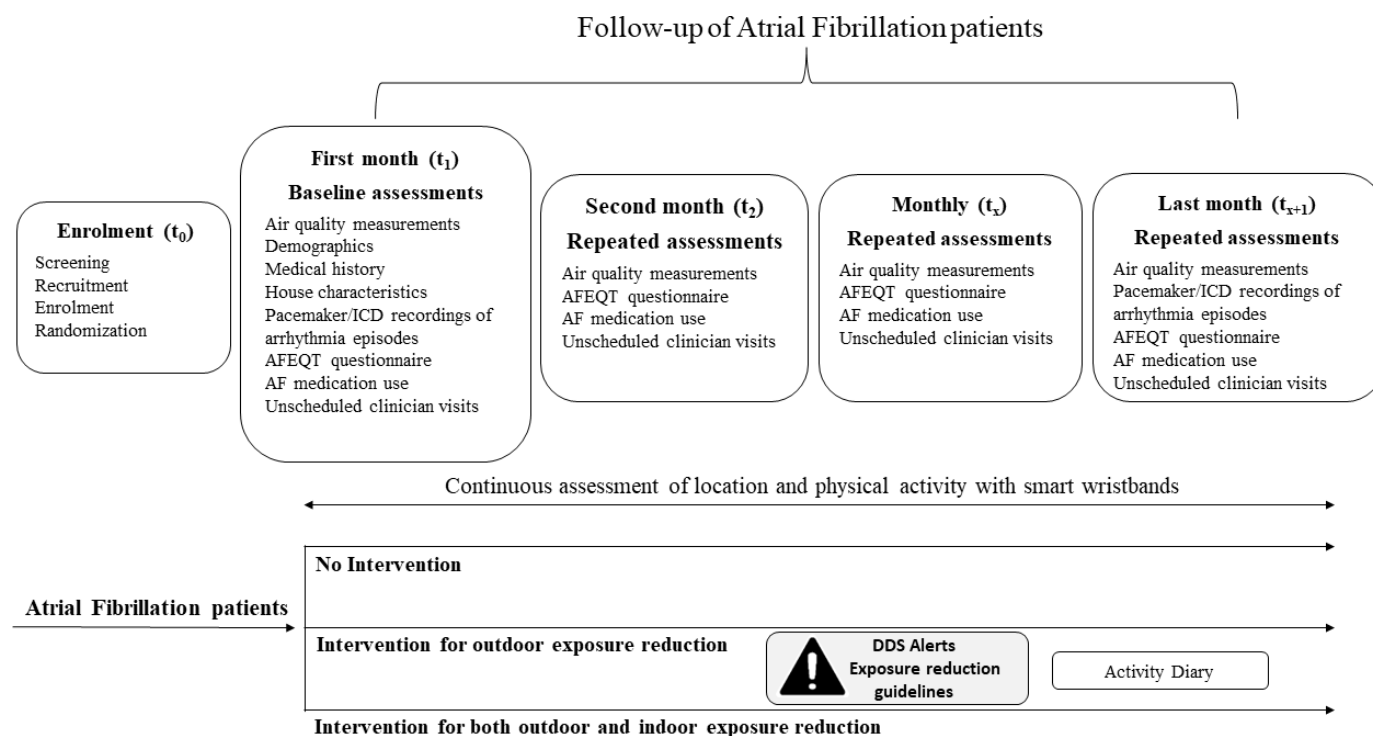 Follow-up of Atrial Fibrillation patients
Enrolment (t0)
Screening
Recruitment
Enrolment
Randomization
First month (t1)
Baseline assessments
Air quality measurements
Demographics
Medical history
House characteristics
Pacemaker/ICD recordings of
arrhythmia episodes
AFEQT questionnaire
AF medication use
Unscheduled clinician visits
Second month (t2)
Repeated assessments
Air quality measurements
AFEQT questionnaire
AF medication use
Unscheduled clinician visits
Monthly (tx)
Repeated assessments
Air quality measurements
AFEQT questionnaire
AF medication use
Unscheduled clinician visits
Last month (tx+1)
Repeated assessments
Air quality measurements
Pacemaker/ICD recordings of
arrhythmia episodes
AFEQT questionnaire
AF medication use
Unscheduled clinician visits
Continuous assessment of location and physical activity with smart wristbands
No Intervention
Atrial Fibrillation patients
Intervention for outdoor exposure reduction
DDS Alerts
Exposure reduction
guidelines
Activity Diary
Intervention for both outdoor and indoor exposure reduction